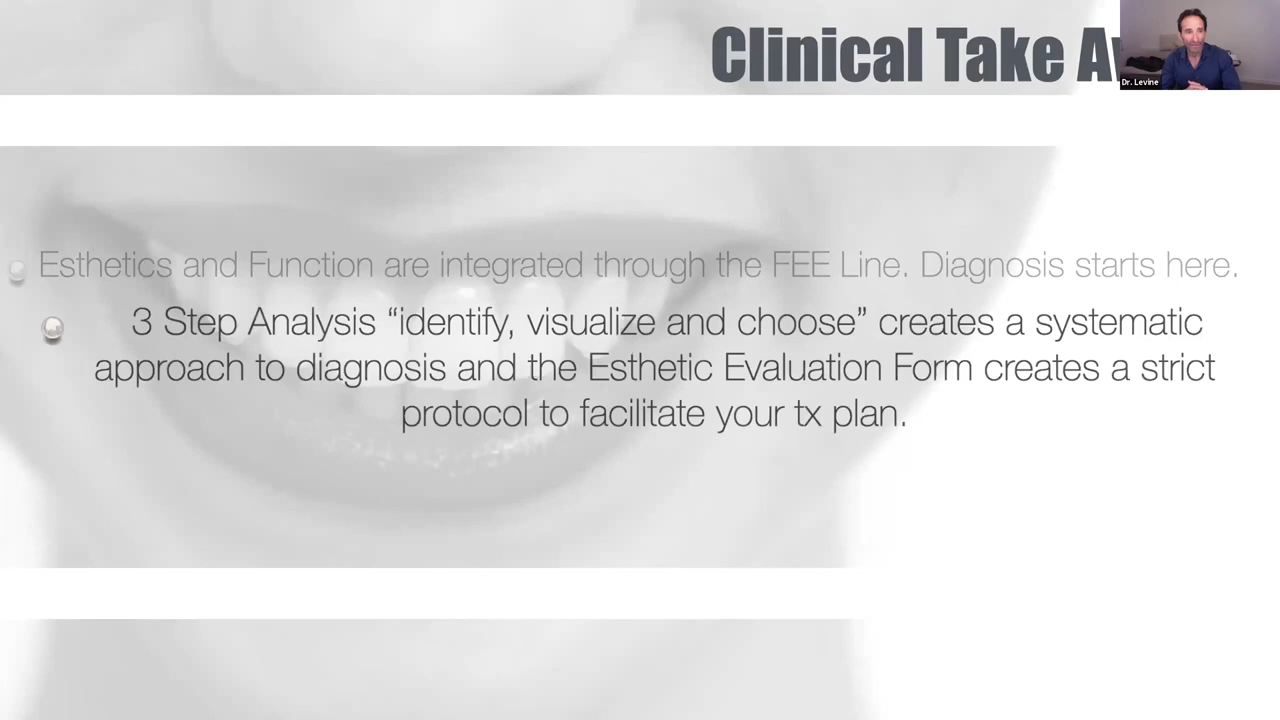 Clinical Take
Dr. Levine
Esthetics and Function are integrated through the FEE Line. Diagnosis starts here.
3 Step Analysis “identify, visualize and choose” creates a systematic
approach to diagnosis and the Esthetic Evaluation Form creates a strict
protocol to facilitate your tx plan.